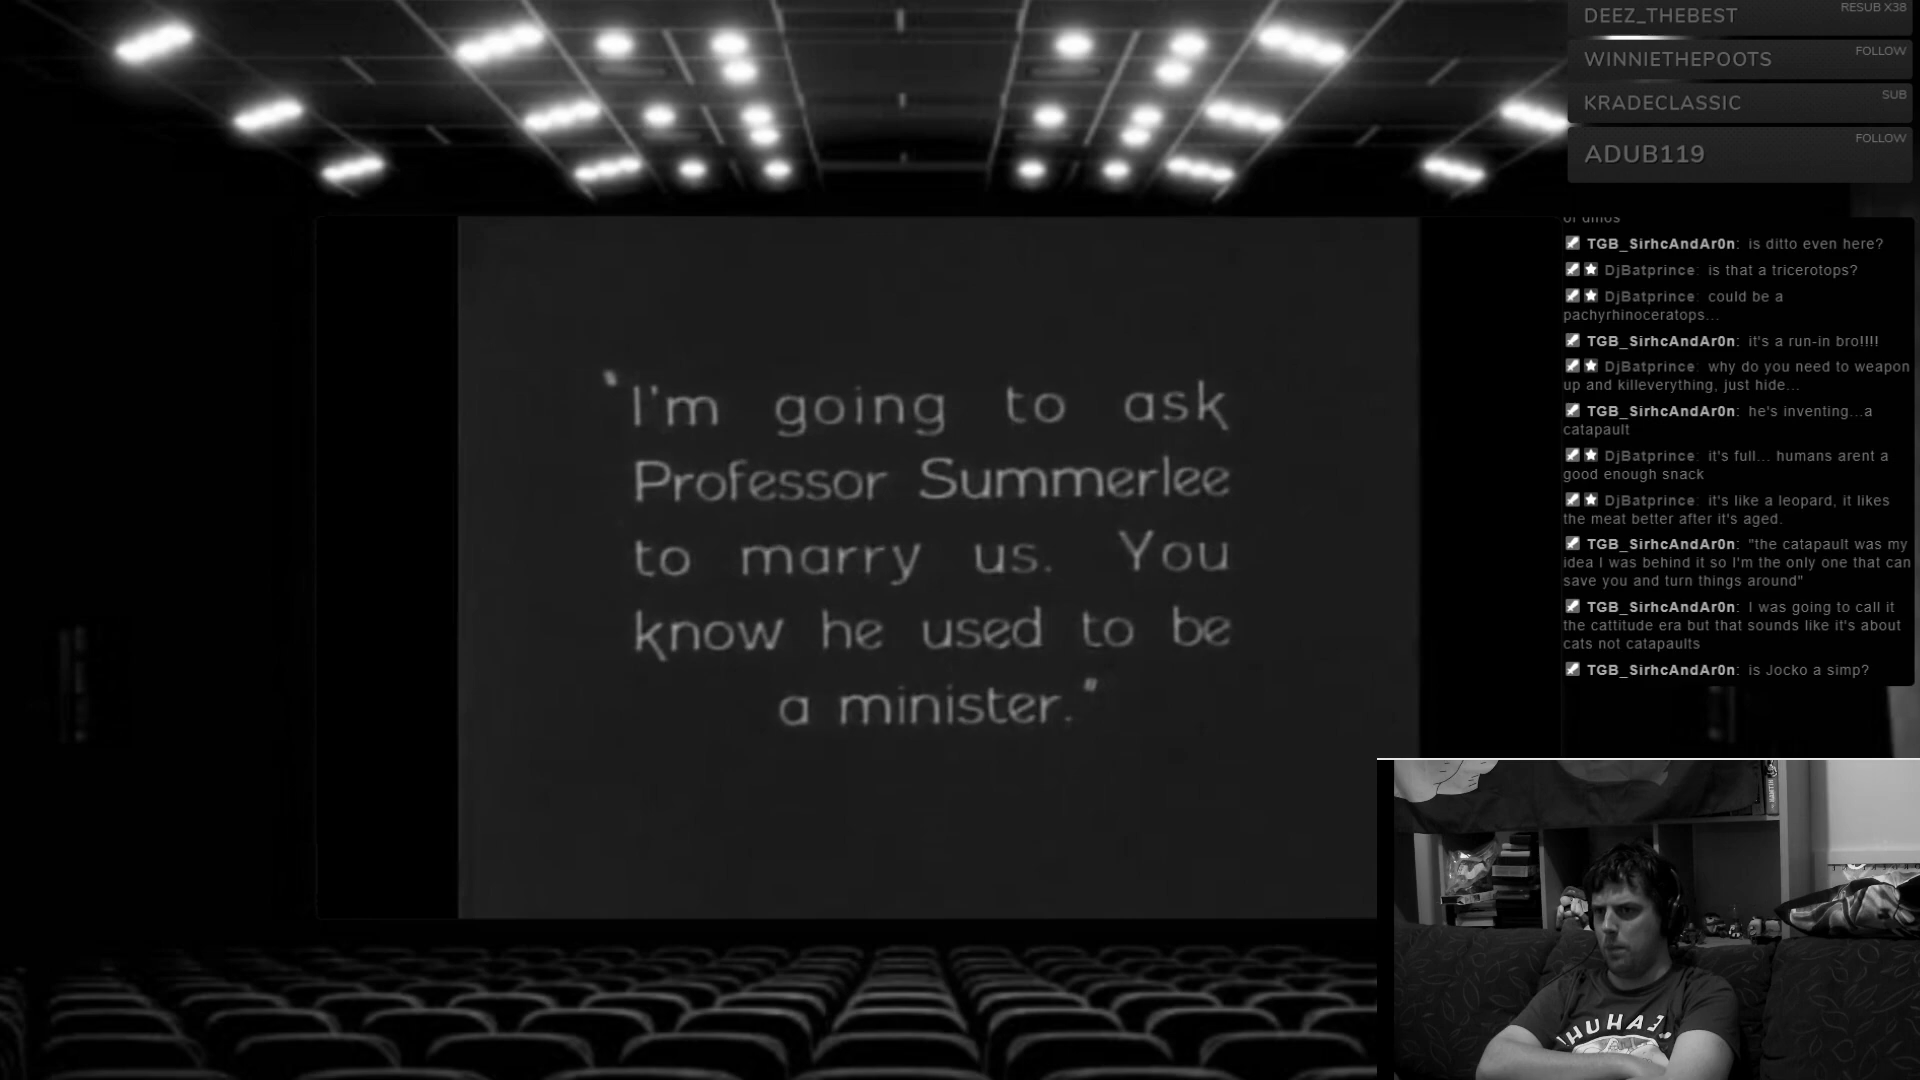 DEEZ_THEBEST RESUB X38
WINNIETHEPOOTS FOLLOW
KRADECLASSIC SUB
ADUB119 FOLLOW
"I'm going to ask
Professor Summerlee
to marry us. You
know he used to be
a minister."
of dinos
TGB_SirhcAndAr0n: is ditto even here?
DjBatprince: is that a tricerotops?
DjBatprince: could be a
pachyrhinoceratops...
TGB_SirhcAndAr0n: it's a run-in bro!!!!
DjBatprince: why do you need to weapon
up and killeverything, just hide...
TGB_SirhcAndAr0n: he's inventing...a
catapault
DjBatprince: it's full... humans arent a
good enough snack
DjBatprince: it's like a leopard, it likes
the meat better after it's aged.
TGB_SirhcAndAr0n: "the catapault was my
idea I was behind it so I'm the only one that can
save you and turn things around"
TGB_SirhcAndAr0n: I was going to call it
the cattitude era but that sounds like it's about
cats not catapaults
TGB_SirhcAndAr0n: is Jocko a simp?